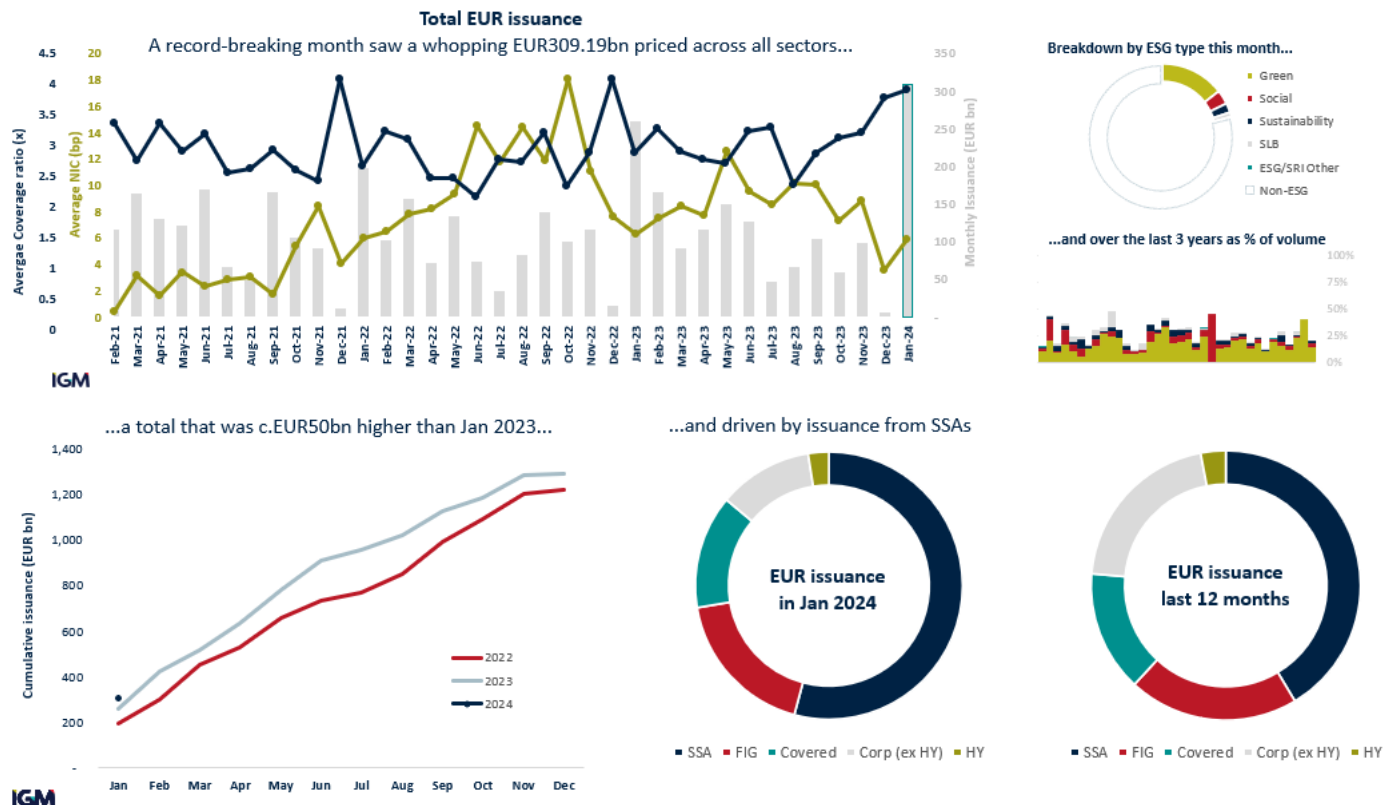 Total EUR issuance
A record-breaking month saw a whopping EUR309.19bn priced across all sectors...
Avergae Coverage ratio (x)
4.5
4
3.5
3
2.5
2
1.5
1
0.5
0
Average NIC (bp)
20
18
16
14
12
10
8
6
4
2
0
Monthly Issuance (EUR bn)
350
300
250
200
150
100
50
-
Feb-21
Mar-21
Apr-21
May-21
Jun-21
Jul-21
Aug-21
Sep-21
Oct-21
Nov-21
Dec-21
Jan-22
Feb-22
Mar-22
Apr-22
May-22
Jun-22
Jul-22
Aug-22
Sep-22
Oct-22
Nov-22
Dec-22
Jan-23
Feb-23
Mar-23
Apr-23
May-23
Jun-23
Jul-23
Aug-23
Sep-23
Oct-23
Nov-23
Dec-23
Jan-24
IGM
Breakdown by ESG type this month...
Green
Social
Sustainability
SLB
ESG/SRI Other
Non-ESG
...and over the last 3 years as % of volume
100%
75%
50%
25%
0%
...a total that was c.EUR50bn higher than Jan 2023...
Cumulative issuance (EUR bn)
1,400
1,200
1,000
800
600
400
200
-
2022
2023
2024
Jan Feb Mar Apr May Jun Jul Aug Sep Oct Nov Dec
IGM
...and driven by issuance from SSAs
EUR issuance
in Jan 2024
SSA FIG Covered Corp (ex HY) HY
EUR issuance
last 12 months
SSA FIG Covered Corp (ex HY) HY